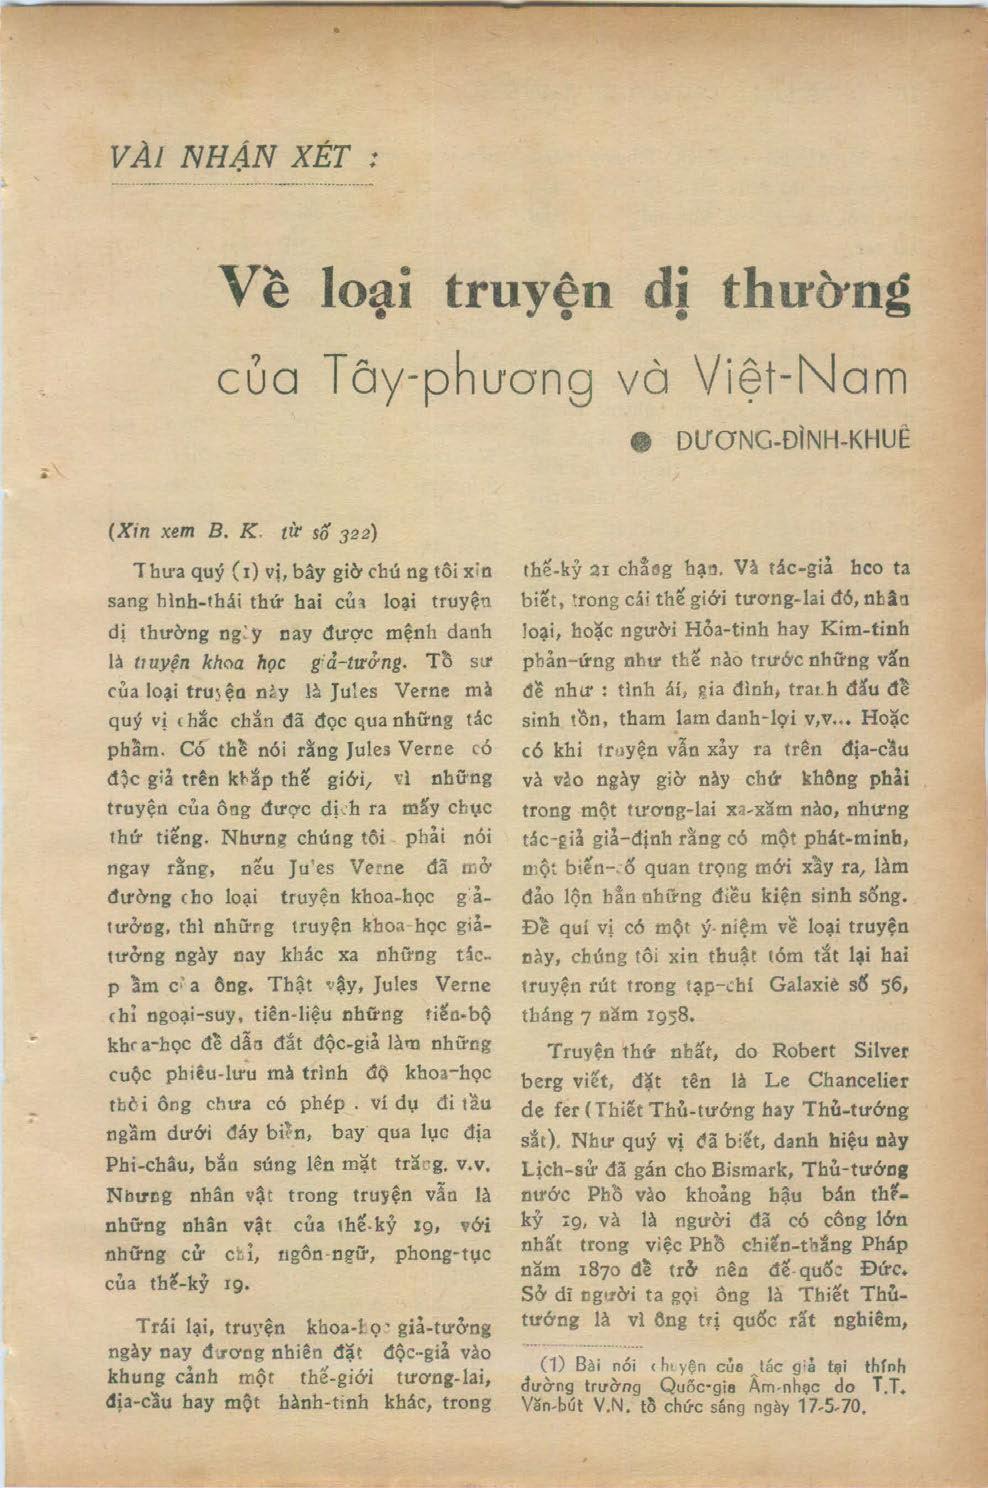 VÀI NHẬN XÉT :
Về loại truyện dị thường
của Tây-phương và Việt-Nam
● DƯƠNG-ĐÌNH-KHUÊ
(Xin xem B. K. từ số 322)
Thưa quý (1) vị, bây giờ chúng tôi xin
sang hình-thái thứ hai của loại truyện
dị thường ngày nay được mệnh danh
là truyện khoa học giả-tưởng. Tổ sư
của loại truyện này là Jules Verne mà
quý vị chắc chắn đã đọc qua những tác
phẩm. Có thể nói rằng Jules Verne có
độc giả trên khắp thế giới, vì những
truyện của ông được dịch ra mấy chục
thứ tiếng. Nhưng chúng tôi phải nói
ngay rằng, nếu Jules Verne đã mở
đường cho loại truyện khoa-học giả-
tưởng, thì những truyện khoa-học giả-
tưởng ngày nay khác xa những tác-
phẩm của ông. Thật vậy, Jules Verne
chỉ ngoại-suy, tiên-liệu những tiến-bộ
khoa-học để dẫn đắt độc-giả làm những
cuộc phiêu-lưu mà trình độ khoa-học
thời ông chưa có phép. ví dụ đi tầu
ngầm dưới đáy biển, bay qua lục địa
Phi-châu, bắn súng lên mặt trăng. v.v.
Nhưng nhân vật trong truyện vẫn là
những nhân vật của thế-kỷ 19, với
những cử chỉ, ngôn-ngữ, phong-tục
của thế-kỷ 19.
Trái lại, truyện khoa-học giả-tưởng
ngày nay đương nhiên đặt độc-giả vào
khung cảnh một thế-giới tương-lai,
địa-cầu hay một hành-tinh khác, trong
thế-kỷ 21 chẳng hạn. Và tác-giả heo ta
biết, trong cái thế giới tương-lai đó, nhân
loại, hoặc người Hỏa-tinh hay Kim-tinh
phản-ứng như thế nào trước những vấn
đề như : tình ái, gia đình, tranh đấu để
sinh tồn, tham lam danh-lợi v,v... Hoặc
có khi truyện vẫn xảy ra trên địa-cầu
và vào ngày giờ này chứ không phải
trong một tương-lai xa-xăm nào, nhưng
tác-giả giả-định rằng có một phát-minh,
một biến-cố quan trọng mới xầy ra, làm
đảo lộn hẳn những điều kiện sinh sống.
Để quí vị có một ý-niệm về loại truyện
này, chúng tôi xin thuật tóm tắt lại hai
truyện rút trong tạp-chí Galaxiè số 56,
tháng 7 năm 1958.
Truyện thứ nhất, do Robert Silver
berg viết, đặt tên là Le Chancelier
de fer (Thiết Thủ-tướng hay Thủ-tướng
sắt). Như quý vị đã biết, danh hiệu này
Lịch-sử đã gán cho Bismark, Thủ-tướng
nước Phổ vào khoảng hậu bán thế-
kỷ 19, và là người đã có công lớn
nhất trong việc Phổ chiến-thắng Pháp
năm 1870 để trở nên đế-quốc Đức.
Sở dĩ người ta gọi ông là Thiết Thủ-
tướng là vì ông trị quốc rất nghiêm,
(1) Bài nói chuyện của tác giả tại thính
đường trường Quốc-gia Âm-nhạc do T.T.
Văn-bút V.N. tổ chức sáng ngày 17-5-70.